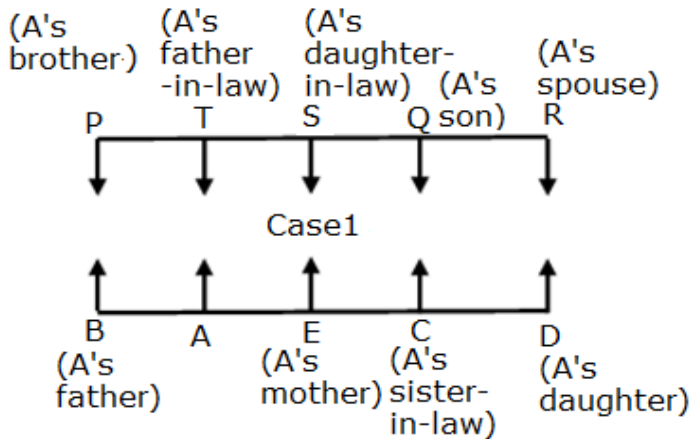 (A's
brother)
(A's
father
-in-law)
(A's
daughter-
in-law)
(A's
son)
(A's
spouse)
P T S Q R
Case1
B A E C D
(A's
father)
(A's
mother)
(A's
sister-
in-law)
(A's
daughter)